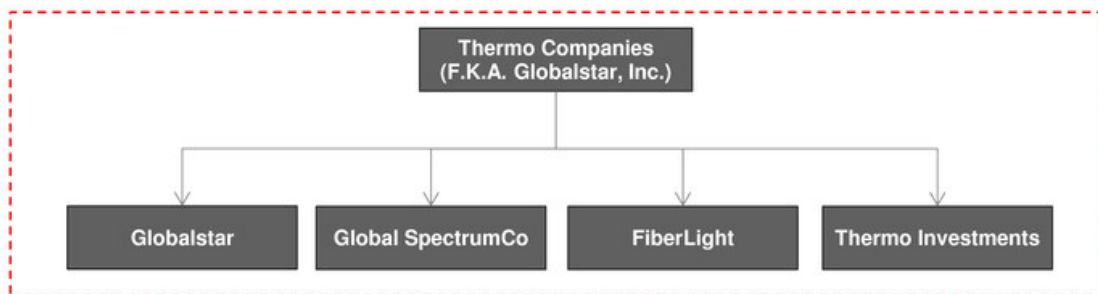 Thermo Companies
(F.K.A. Globalstar, Inc.)
Globalstar
Global SpectrumCo
FiberLight
Thermo Investments